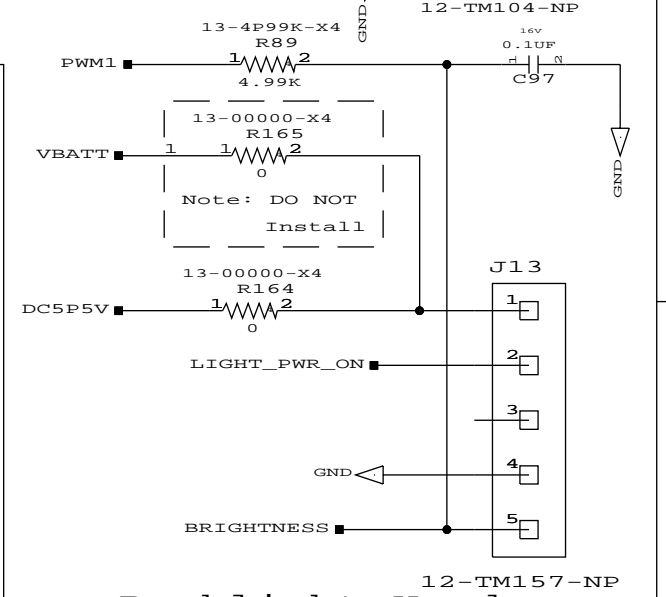 12-TM104-NP
GND
13-4P99K-X4
R89
PWM1
1
2
4.99K
16V
0.1UF
1
2
C97
GND
13-00000-X4
R165
VBATT
1
1
2
0
Note: DO NOT
Install
13-00000-X4
R164
DC5P5V
1
2
0
J13
1
LIGHT_PWR_ON
2
3
GND
4
BRIGHTNESS
5
12-TM157-NP